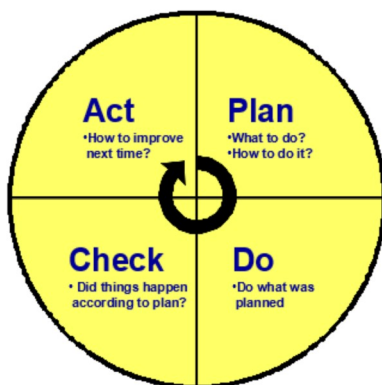 Act
•How to improve
next time?
Plan
•What to do?
•How to do it?
Check
• Did things happen
according to plan?
Do
•Do what was
planned